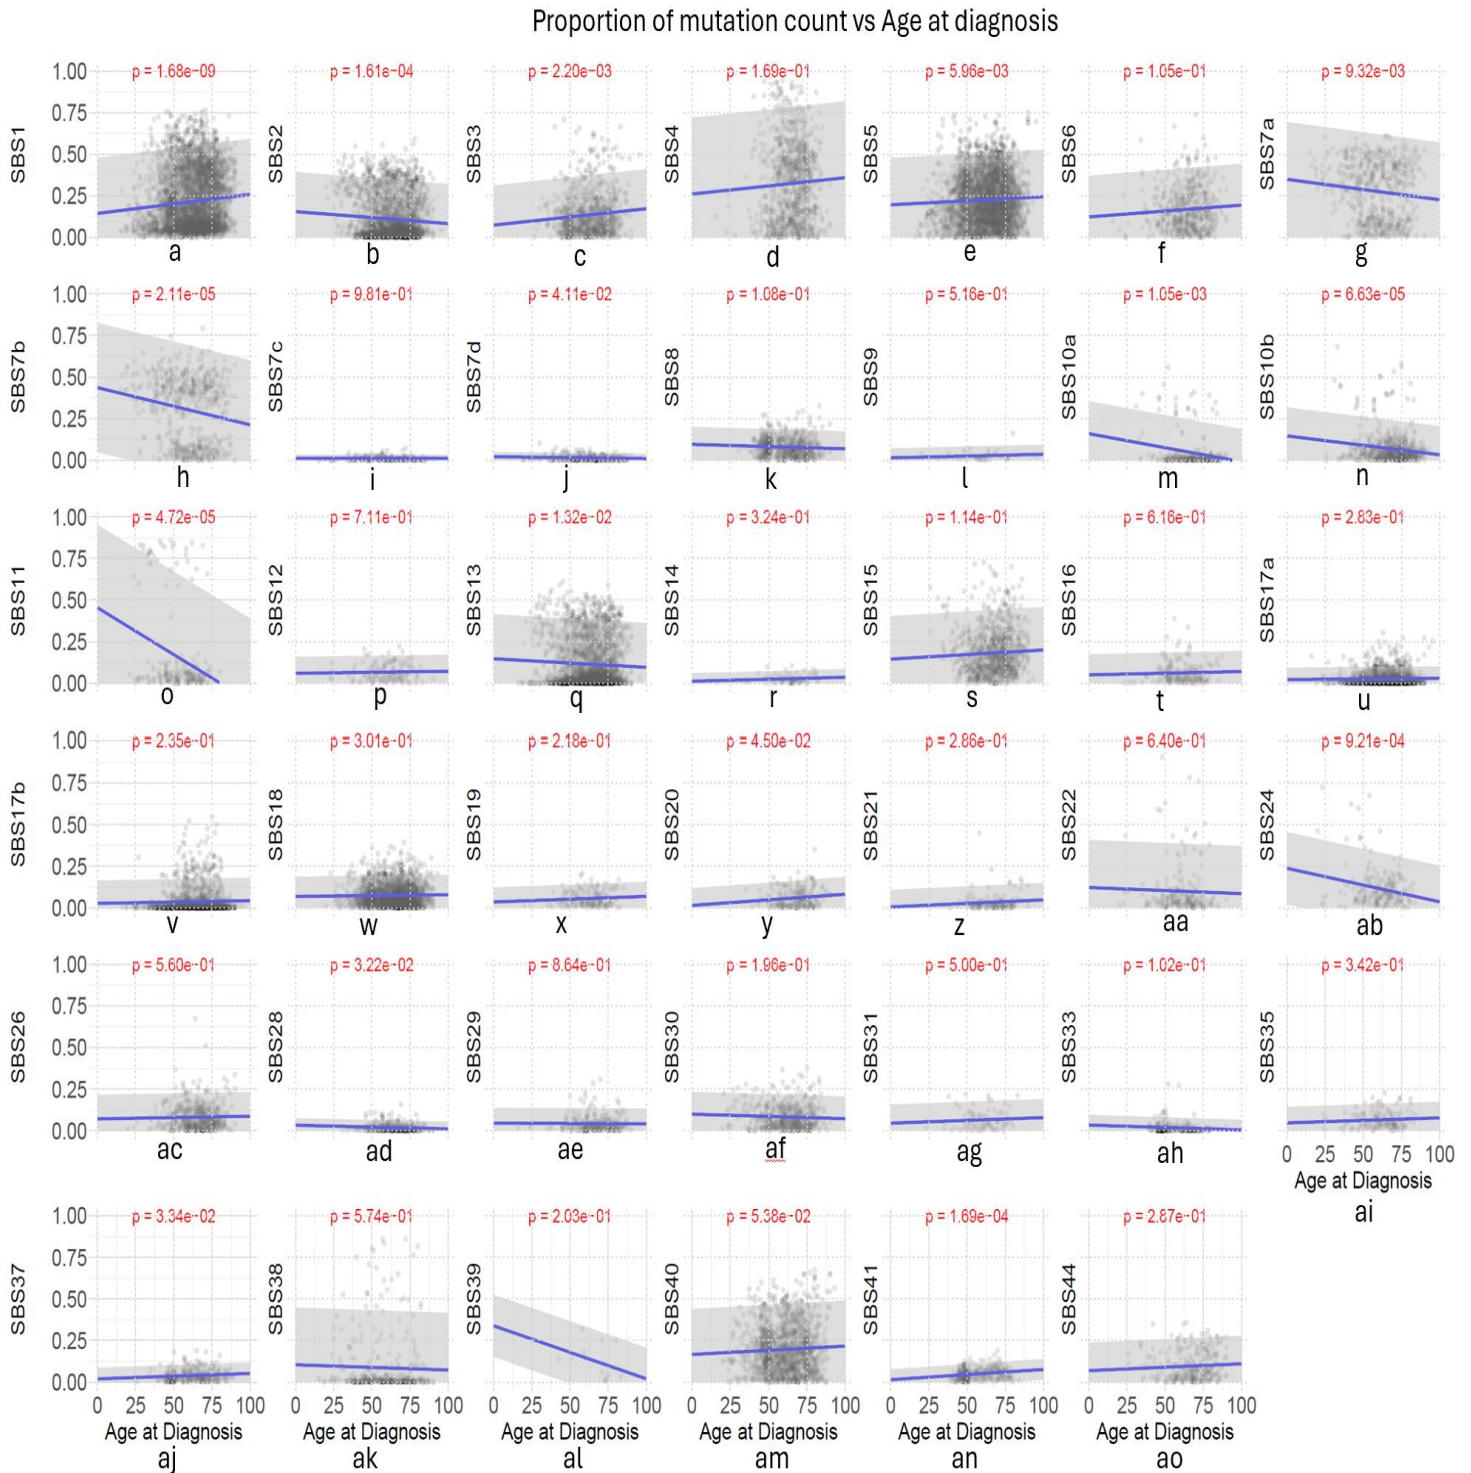 Proportion of mutation count vs Age at diagnosis
p = 1.68e-09 p = 1.61e-04 p = 2.20e-03 p = 1.69e-01 p = 5.96e-03 p = 1.05e-01 p = 9.32e-03
1.00
0.75
0.50
0.25
0.00
SBS1 SBS2 SBS3 SBS4 SBS5 SBS6 SBS7a
a b c d e f g
p = 2.11e-05 p = 9.81e-01 p = 4.11e-02 p = 1.08e-01 p = 5.16e-01 p = 1.05e-03 p = 6.63e-05
1.00
0.75
0.50
0.25
0.00
SBS7b SBS7c SBS7d SBS8 SBS9 SBS10a SBS10b
h i j k l m n
p = 4.72e-05 p = 7.11e-01 p = 1.32e-02 p = 3.24e-01 p = 1.14e-01 p = 6.16e-01 p = 2.83e-01
1.00
0.75
0.50
0.25
0.00
SBS11 SBS12 SBS13 SBS14 SBS15 SBS16 SBS17a
o p q r s t u
p = 2.35e-01 p = 3.01e-01 p = 2.18e-01 p = 4.50e-02 p = 2.86e-01 p = 6.40e-01 p = 9.21e-04
1.00
0.75
0.50
0.25
0.00
SBS17b SBS18 SBS19 SBS20 SBS21 SBS22 SBS24
v w x y z aa ab
p = 5.60e-01 p = 3.22e-02 p = 8.64e-01 p = 1.96e-01 p = 5.00e-01 p = 1.02e-01 p = 3.42e-01
1.00
0.75
0.50
0.25
0.00
SBS26 SBS28 SBS29 SBS30 SBS31 SBS33 SBS35
ac ad ae af ag ah
0 25 50 75 100
Age at Diagnosis
ai
p = 3.34e-02 p = 5.74e-01 p = 2.03e-01 p = 5.38e-02 p = 1.69e-04 p = 2.87e-01
1.00
0.75
0.50
0.25
0.00
SBS37 SBS38 SBS39 SBS40 SBS41 SBS44
0 25 50 75 100 0 25 50 75 100 0 25 50 75 100 0 25 50 75 100 0 25 50 75 100 0 25 50 75 100
Age at Diagnosis Age at Diagnosis Age at Diagnosis Age at Diagnosis Age at Diagnosis Age at Diagnosis
aj ak al am an ao